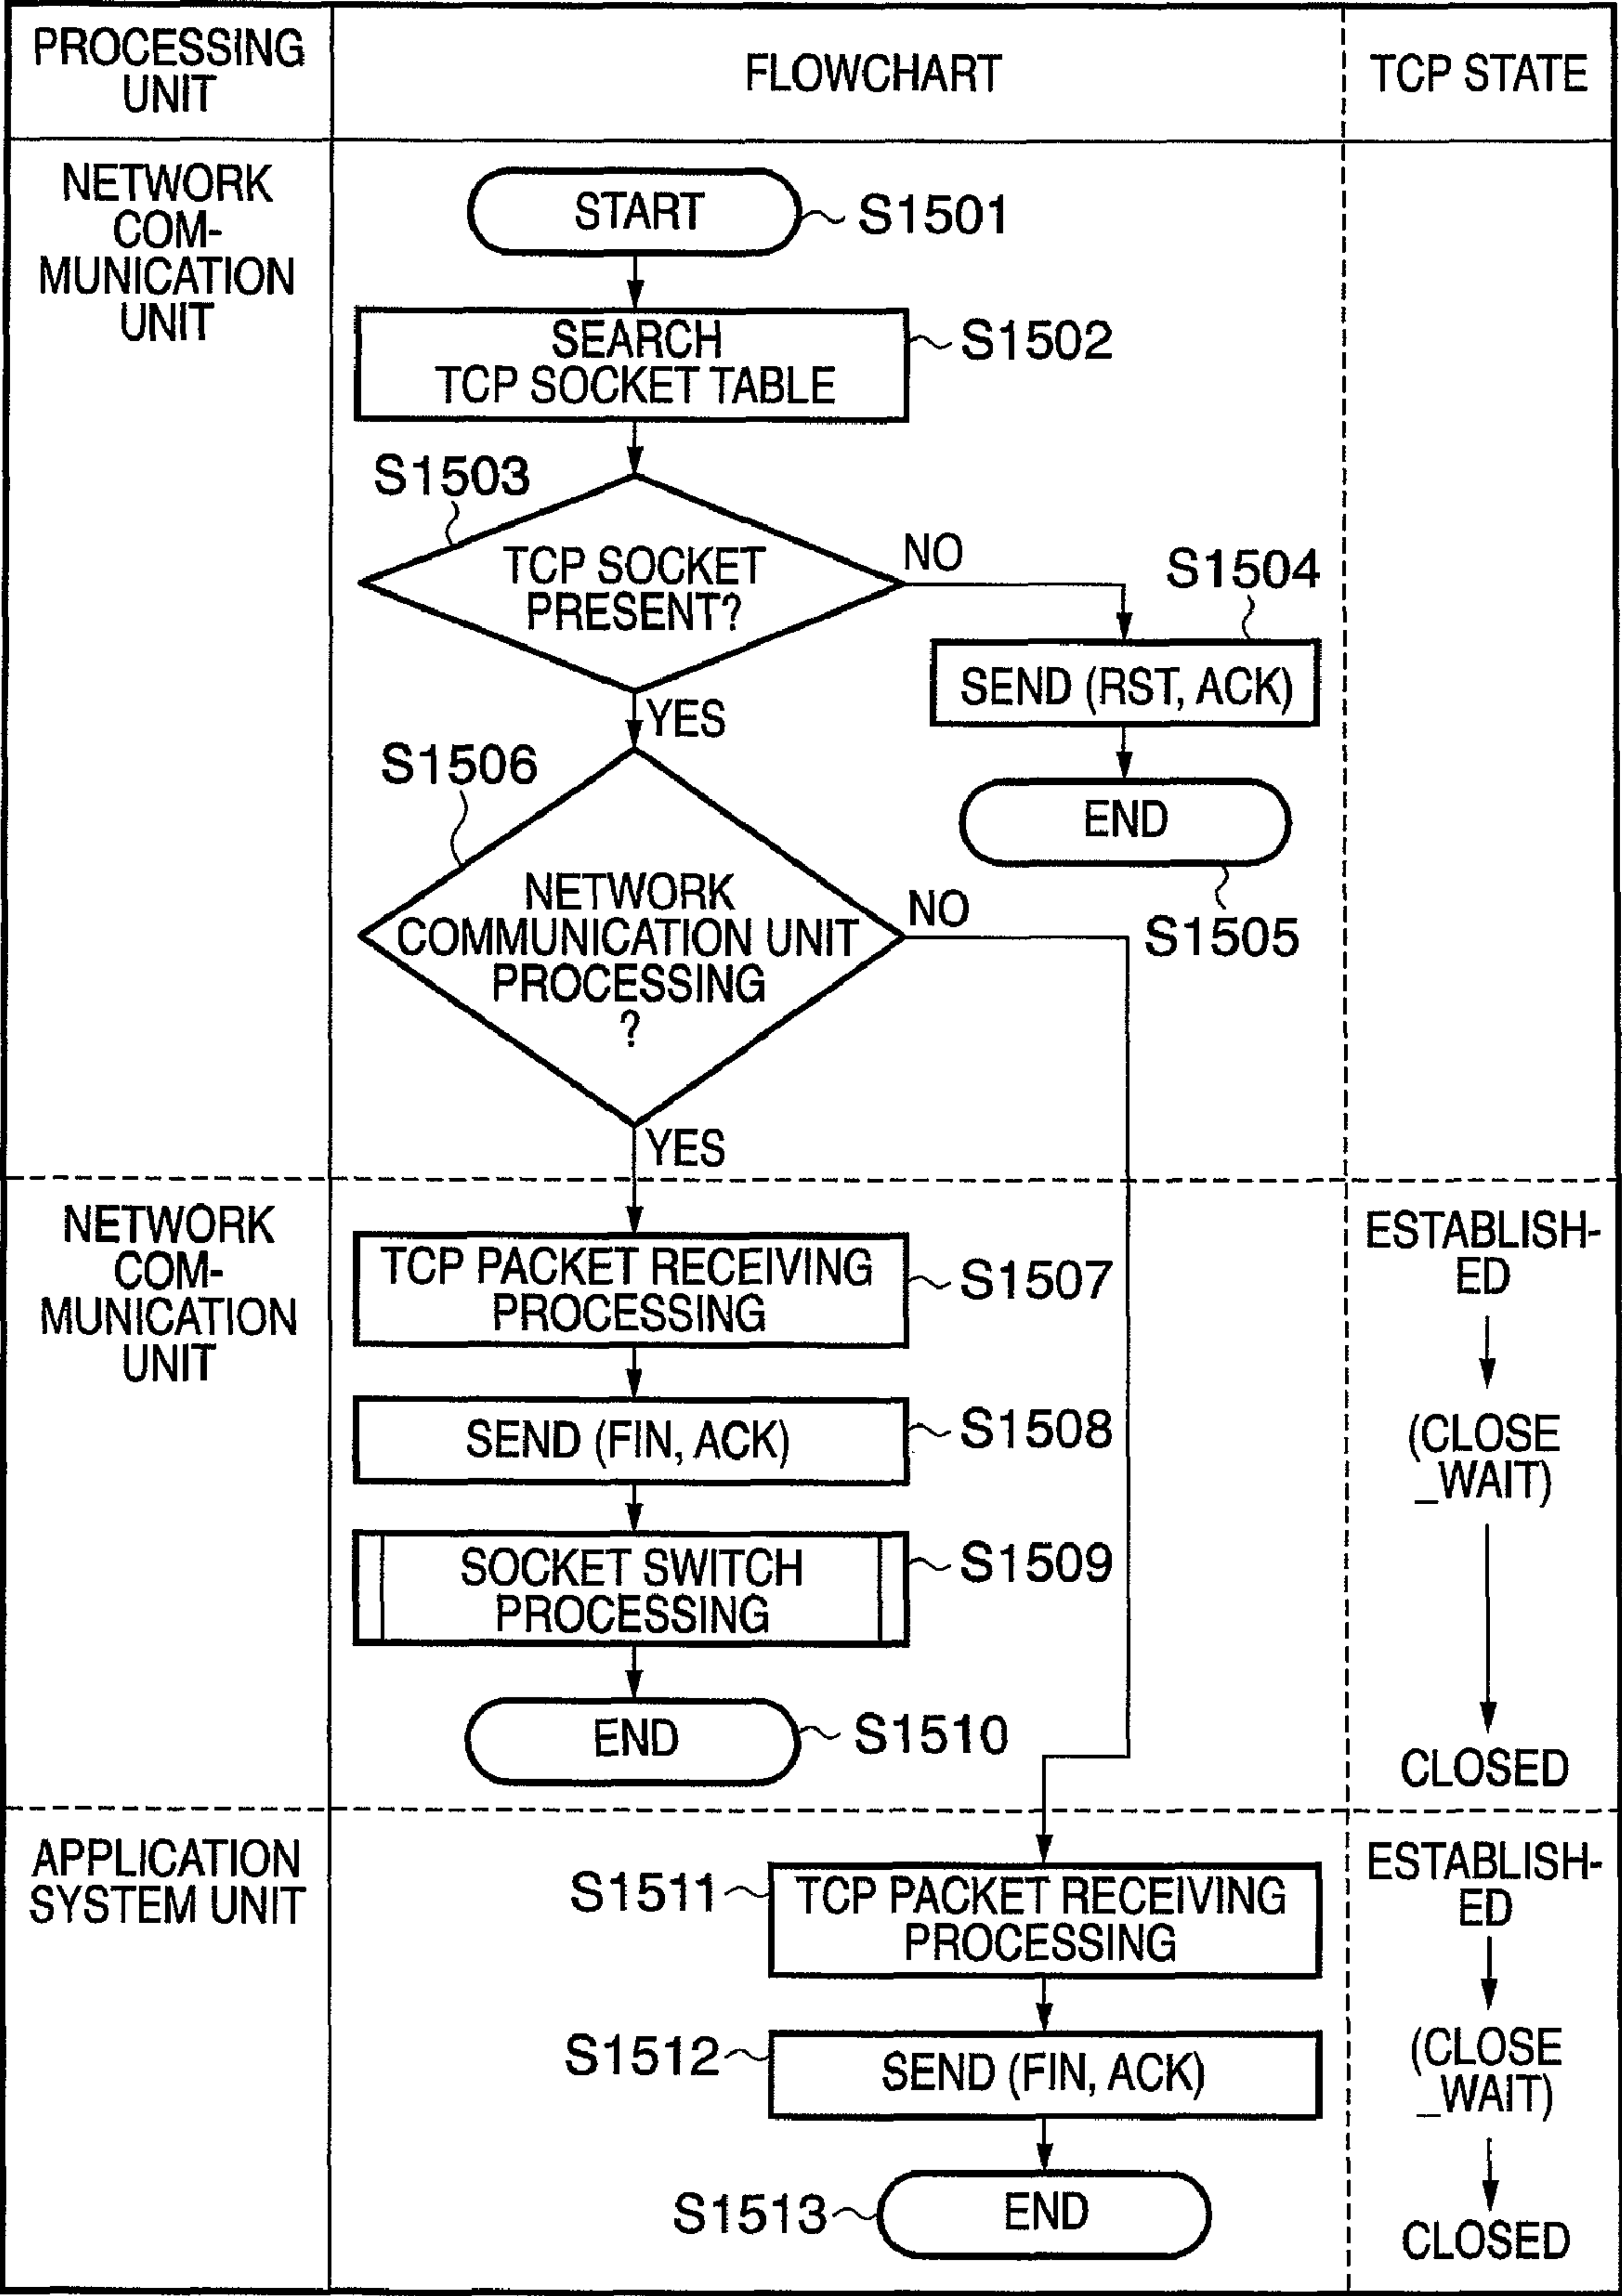 PROCESSING
UNIT
FLOWCHART
TCP STATE
NETWORK
COM-
MUNICATION
UNIT
START
S1501
SEARCH
TCP SOCKET TABLE
S1502
S1503
TCP SOCKET
PRESENT?
NO
S1504
SEND (RST, ACK)
YES
END
S1505
S1506
NETWORK
COMMUNICATION UNIT
PROCESSING
?
NO
YES
NETWORK
COM-
MUNICATION
UNIT
TCP PACKET RECEIVING
PROCESSING
S1507
SEND (FIN, ACK)
S1508
SOCKET SWITCH
PROCESSING
S1509
END
S1510
ESTABLISH-
ED
(CLOSE
_WAIT)
CLOSED
APPLICATION
SYSTEM UNIT
S1511
TCP PACKET RECEIVING
PROCESSING
S1512
SEND (FIN, ACK)
S1513
END
ESTABLISH-
ED
(CLOSE
_WAIT)
CLOSED